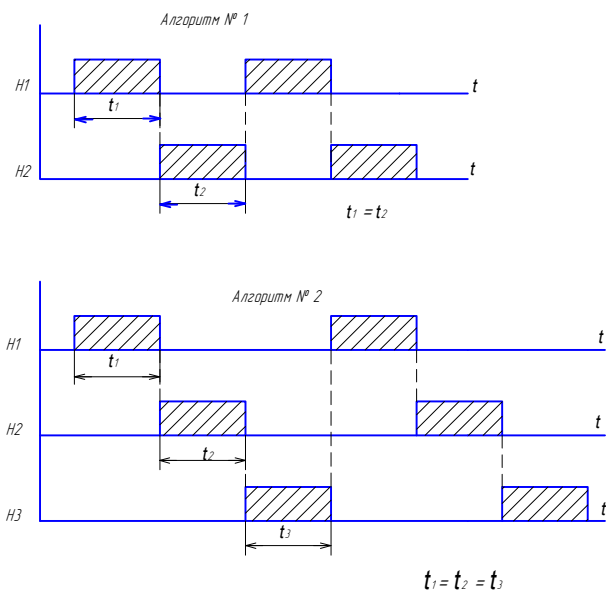 Алгоритм № 1
H1
t
t1
H2
t
t2
t1 = t2
Алгоритм № 2
H1
t
t1
H2
t
t2
H3
t
t3
t1 = t2 = t3